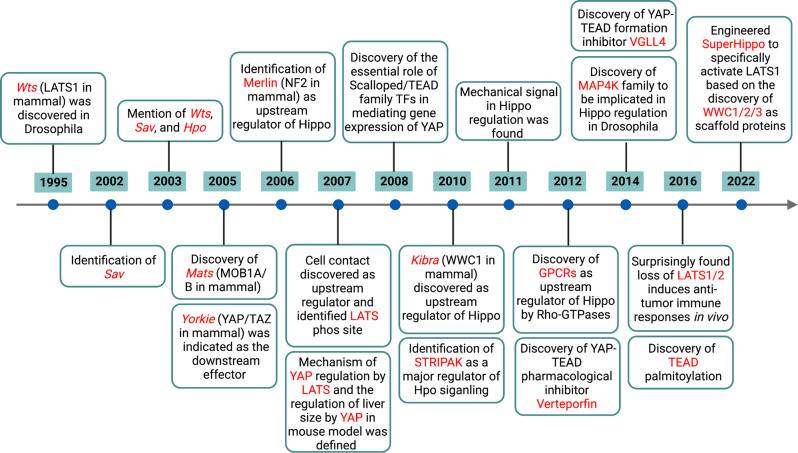 Wts (LATS1 in
mammal) was
discovered in
Drosophila
Mention of Wts,
Sav, and Hpo
Identification of
Merlin (NF2 in
mammal) as
upstream
regulator of Hippo
Discovery of the
essential role of
Scalloped/TEAD
family TFs in
mediating gene
expression of YAP
Mechanical signal
in Hippo
regulation was
found
Discovery of YAP-
TEAD formation
inhibitor VGLL4
Discovery of
MAP4K family to
be implicated in
Hippo regulation
in Drosophila
Engineered
SuperHippo to
specifically
activate LATS1
based on the
discovery of
WWC1/2/3 as
scaffold proteins
1995 2002 2003 2005 2006 2007 2008 2010 2011 2012 2014 2016 2022
Identification of
Sav
Discovery of
Mats (MOB1A/
B in mammal)
Yorkie (YAP/TAZ
in mammal) was
indicated as the
downstream
effector
Cell contact
discovered as
upstream
regulator and
identified LATS
phos site
Mechanism of
YAP regulation by
LATS and the
regulation of liver
size by YAP in
mouse model was
defined
Kibra (WWC1 in
mammal)
discovered as
upstream
regulator of Hippo
Identification of
STRIPAK as a
major regulator of
Hpo siganling
Discovery of
GPCRs as
upstream
regulator of Hippo
by Rho-GTPases
Discovery of YAP-
TEAD
pharmacological
inhibitor
Verteporfin
Surprisingly found
loss of LATS1/2
induces anti-
tumor immune
responses in vivo
Discovery of
TEAD
palmitoylation